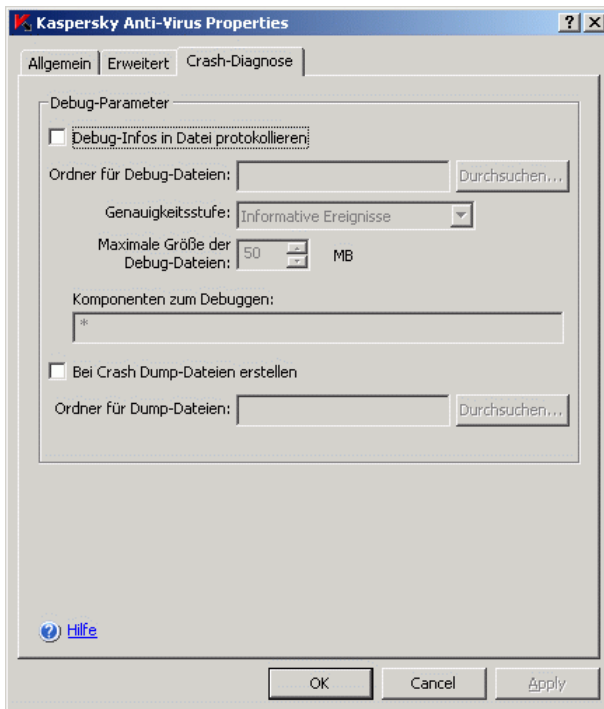 Kaspersky Anti-Virus Properties
Allgemein
Erweitert
Crash-Diagnose
Debug-Parameter
Debug-Infos in Datei protokollieren
Ordner für Debug-Dateien:
Durchsuchen...
Genauigkeitsstufe:
Informative Ereignisse
Maximale Größe der
Debug-Dateien:
50
MB
Komponenten zum Debuggen:
*
Bei Crash Dump-Dateien erstellen
Ordner für Dump-Dateien:
Durchsuchen...
Hilfe
OK
Cancel
Apply